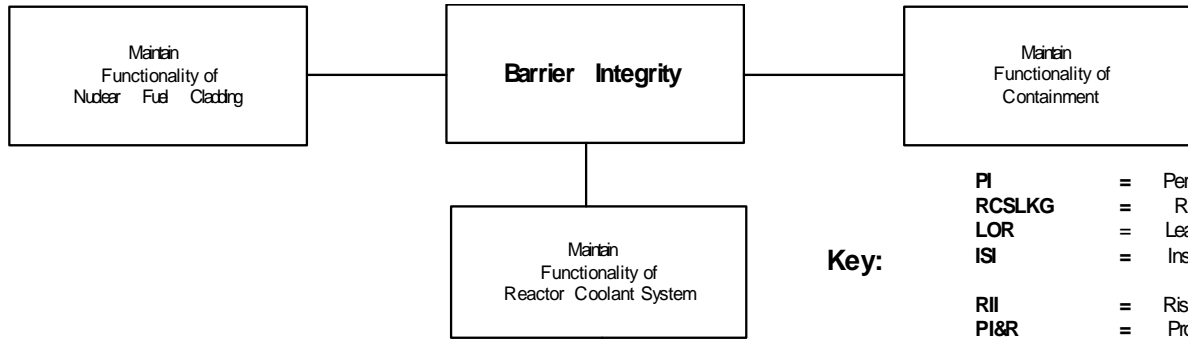 Maintain
Functionality of
Nuclear Fuel Cladding
Barrier Integrity
Maintain
Functionality of
Containment
Maintain
Functionality of
Reactor Coolant System
Key:
PI =
RCSLKG =
LOR =
ISI =
RII =
PI&R =